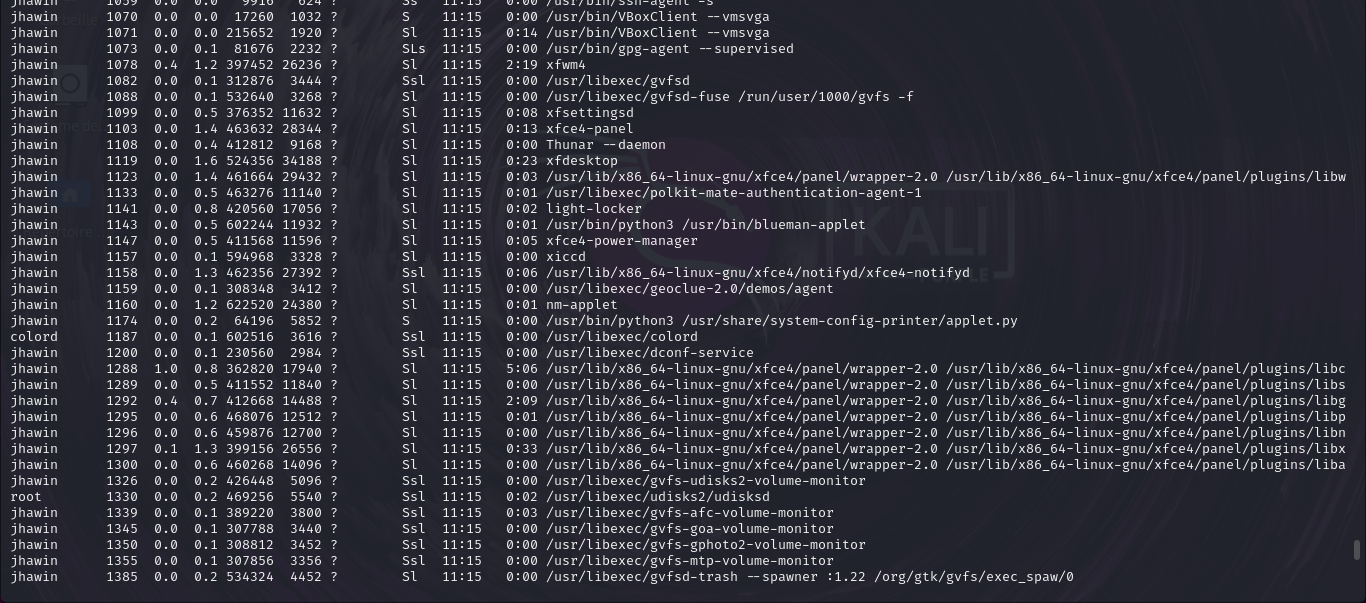 jhawin 1059 0.0 0.0 9916 624 ? Ss 11:15 0:00 /usr/bin/ssh-agent -s
jhawin 1070 0.0 0.0 17260 1032 ? S 11:15 0:00 /usr/bin/VBoxClient --vmsvga
jhawin 1071 0.0 0.0 215652 1920 ? Sl 11:15 0:14 /usr/bin/VBoxClient --vmsvga
jhawin 1073 0.0 0.1 81676 2232 ? SLs 11:15 0:00 /usr/bin/gpg-agent --supervised
jhawin 1078 0.4 1.2 397452 26236 ? Sl 11:15 2:19 xfwm4
jhawin 1082 0.0 0.1 312876 3444 ? Ssl 11:15 0:00 /usr/libexec/gvfsd
jhawin 1088 0.0 0.1 532640 3268 ? Sl 11:15 0:00 /usr/libexec/gvfsd-fuse /run/user/1000/gvfs -f
jhawin 1099 0.0 0.5 376352 11632 ? Sl 11:15 0:08 xfsettingsd
jhawin 1103 0.0 1.4 463632 28344 ? Sl 11:15 0:13 xfce4-panel
jhawin 1108 0.0 0.4 412812 9168 ? Sl 11:15 0:00 Thunar --daemon
jhawin 1119 0.0 1.6 524356 34188 ? Sl 11:15 0:23 xfdesktop
jhawin 1123 0.0 1.4 461664 29432 ? Sl 11:15 0:03 /usr/lib/x86_64-linux-gnu/xfce4/panel/wrapper-2.0 /usr/lib/x86_64-linux-gnu/xfce4/panel/plugins/libw
jhawin 1133 0.0 0.5 463276 11140 ? Sl 11:15 0:01 /usr/libexec/polkit-mate-authentication-agent-1
jhawin 1141 0.0 0.8 420560 17056 ? Sl 11:15 0:02 light-locker
jhawin 1143 0.0 0.5 602244 11932 ? Sl 11:15 0:01 /usr/bin/python3 /usr/bin/blueman-applet
jhawin 1147 0.0 0.5 411568 11596 ? Sl 11:15 0:05 xfce4-power-manager
jhawin 1157 0.0 0.1 594968 3328 ? Sl 11:15 0:00 xiccd
jhawin 1158 0.0 1.3 462356 27392 ? Ssl 11:15 0:06 /usr/lib/x86_64-linux-gnu/xfce4/notifyd/xfce4-notifyd
jhawin 1159 0.0 0.1 308348 3412 ? Sl 11:15 0:00 /usr/libexec/geoclue-2.0/demos/agent
jhawin 1160 0.0 1.2 622520 24380 ? Sl 11:15 0:01 nm-applet
jhawin 1174 0.0 0.2 64196 5852 ? S 11:15 0:00 /usr/bin/python3 /usr/share/system-config-printer/applet.py
colord 1187 0.0 0.1 602516 3616 ? Ssl 11:15 0:00 /usr/libexec/colord
jhawin 1200 0.0 0.1 230560 2984 ? Ssl 11:15 0:00 /usr/libexec/dconf-service
jhawin 1288 1.0 0.8 362820 17940 ? Sl 11:15 5:06 /usr/lib/x86_64-linux-gnu/xfce4/panel/wrapper-2.0 /usr/lib/x86_64-linux-gnu/xfce4/panel/plugins/libc
jhawin 1289 0.0 0.5 411552 11840 ? Sl 11:15 0:00 /usr/lib/x86_64-linux-gnu/xfce4/panel/wrapper-2.0 /usr/lib/x86_64-linux-gnu/xfce4/panel/plugins/libs
jhawin 1292 0.4 0.7 412668 14488 ? Sl 11:15 2:09 /usr/lib/x86_64-linux-gnu/xfce4/panel/wrapper-2.0 /usr/lib/x86_64-linux-gnu/xfce4/panel/plugins/libg
jhawin 1295 0.0 0.6 468076 12512 ? Sl 11:15 0:01 /usr/lib/x86_64-linux-gnu/xfce4/panel/wrapper-2.0 /usr/lib/x86_64-linux-gnu/xfce4/panel/plugins/libp
jhawin 1296 0.0 0.6 459876 12700 ? Sl 11:15 0:00 /usr/lib/x86_64-linux-gnu/xfce4/panel/wrapper-2.0 /usr/lib/x86_64-linux-gnu/xfce4/panel/plugins/libn
jhawin 1297 0.1 1.3 399156 26556 ? Sl 11:15 0:33 /usr/lib/x86_64-linux-gnu/xfce4/panel/wrapper-2.0 /usr/lib/x86_64-linux-gnu/xfce4/panel/plugins/libx
jhawin 1300 0.0 0.6 460268 14096 ? Sl 11:15 0:00 /usr/lib/x86_64-linux-gnu/xfce4/panel/wrapper-2.0 /usr/lib/x86_64-linux-gnu/xfce4/panel/plugins/liba
jhawin 1326 0.0 0.2 426448 5096 ? Ssl 11:15 0:00 /usr/libexec/gvfs-udisks2-volume-monitor
root 1330 0.0 0.2 469256 5540 ? Ssl 11:15 0:02 /usr/libexec/udisks2/udisksd
jhawin 1339 0.0 0.1 389220 3800 ? Ssl 11:15 0:03 /usr/libexec/gvfs-afc-volume-monitor
jhawin 1345 0.0 0.1 307788 3440 ? Ssl 11:15 0:00 /usr/libexec/gvfs-goa-volume-monitor
jhawin 1350 0.0 0.1 308812 3452 ? Ssl 11:15 0:00 /usr/libexec/gvfs-gphoto2-volume-monitor
jhawin 1355 0.0 0.1 307856 3356 ? Ssl 11:15 0:00 /usr/libexec/gvfs-mtp-volume-monitor
jhawin 1385 0.0 0.2 534324 4452 ? Sl 11:15 0:00 /usr/libexec/gvfsd-trash --spawner :1.22 /org/gtk/gvfs/exec_spaw/0
KALI